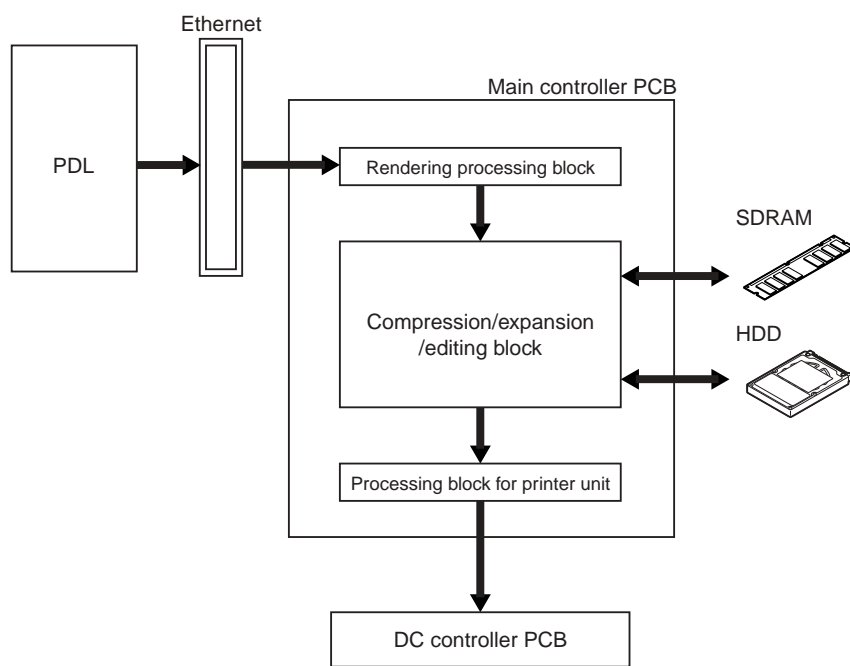 Ethernet
Main controller PCB
PDL
Rendering processing block
SDRAM
Compression/expansion
/editing block
HDD
Processing block for printer unit
DC controller PCB